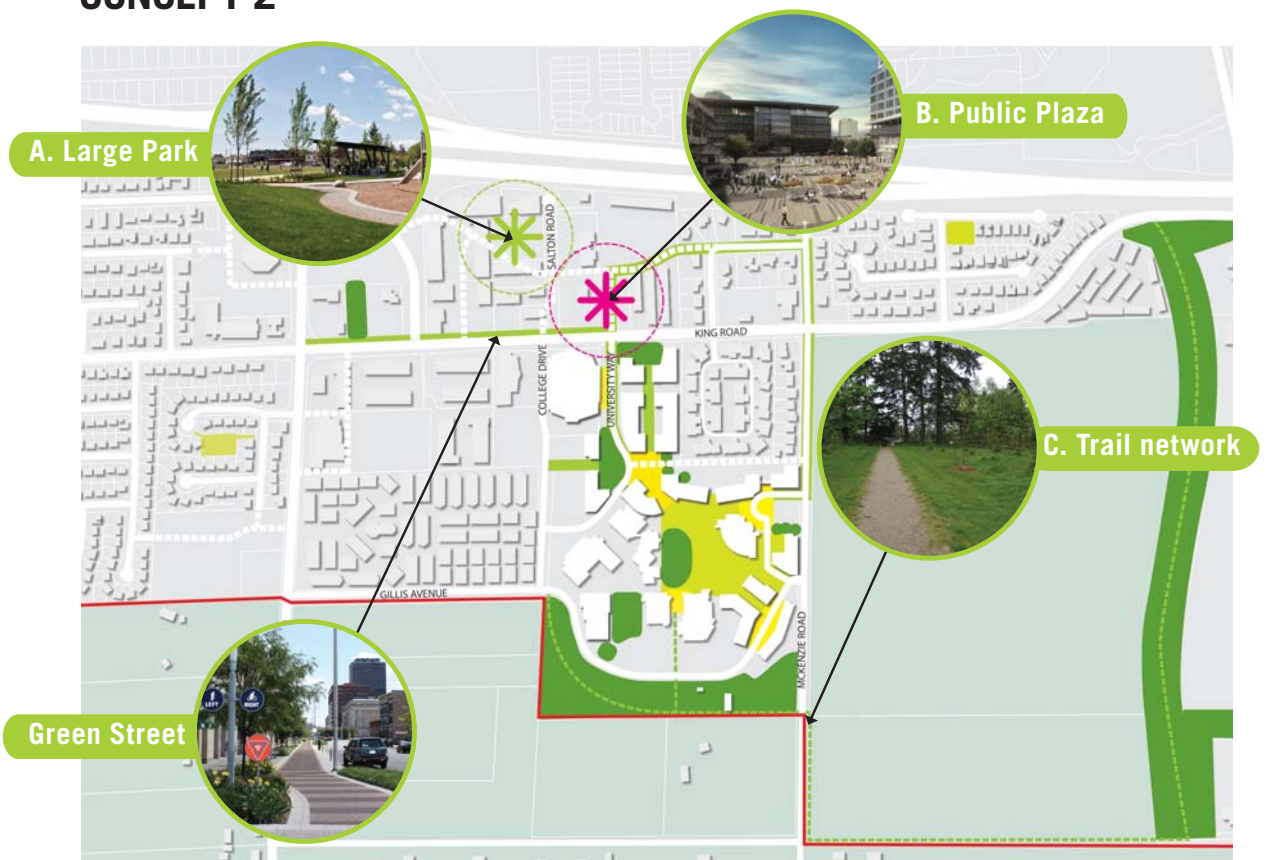 CONCEPT 2
A. Large Park
B. Public Plaza
SALTON ROAD
KING ROAD
COLLEGE DRIVE
UNIVERSITY WAY
C. Trail network
GILLIS AVENUE
MCKENZIE ROAD
Green Street
LEFT
RIGHT